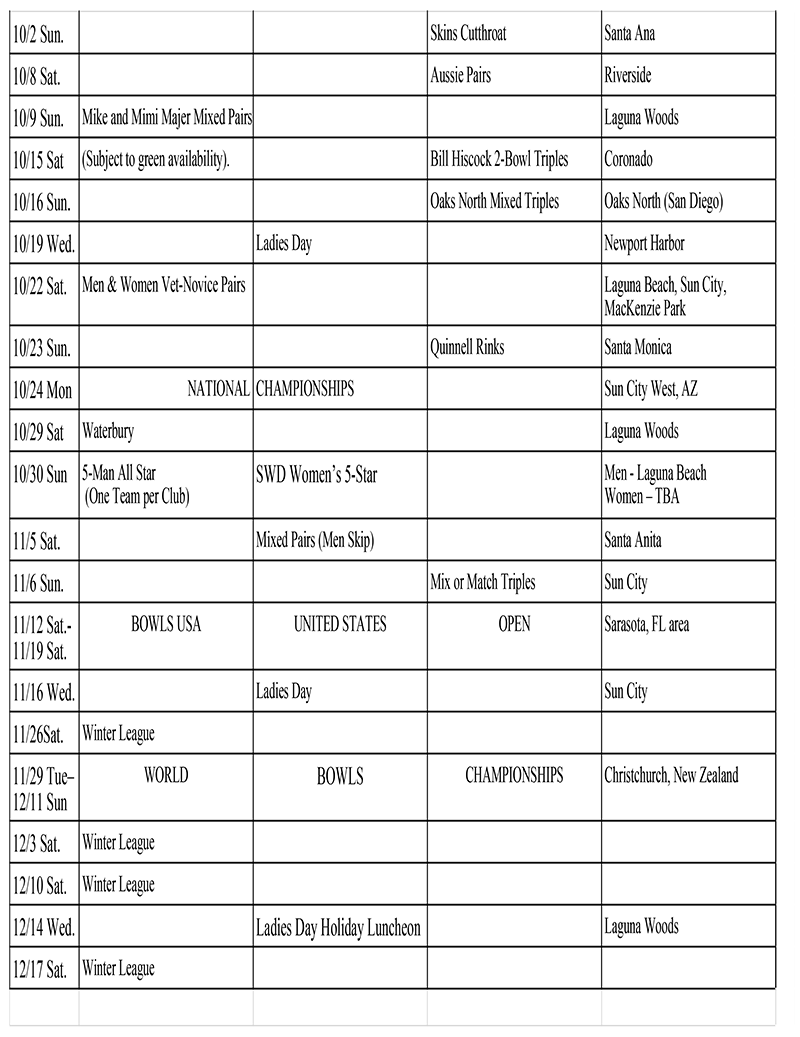 10/2 Sun. Skins Cutthroat Santa Ana
10/8 Sat. Aussie Pairs Riverside
10/9 Sun. Mike and Mimi Majer Mixed Pairs Laguna Woods
10/15 Sat (Subject to green availability). Bill Hiscock 2-Bowl Triples Coronado
10/16 Sun. Oaks North Mixed Triples Oaks North (San Diego)
10/19 Wed. Ladies Day Newport Harbor
10/22 Sat. Men & Women Vet-Novice Pairs Laguna Beach, Sun City,
MacKenzie Park
10/23 Sun. Quinnell Rinks Santa Monica
10/24 Mon NATIONAL CHAMPIONSHIPS Sun City West, AZ
10/29 Sat Waterbury Laguna Woods
10/30 Sun 5-Man All Star SWD Women’s 5-Star Men - Laguna Beach
(One Team per Club) Women – TBA
11/5 Sat. Mixed Pairs (Men Skip) Santa Anita
11/6 Sun. Mix or Match Triples Sun City
11/12 Sat.- BOWLS USA UNITED STATES OPEN Sarasota, FL area
11/19 Sat.
11/16 Wed. Ladies Day Sun City
11/26Sat. Winter League
11/29 Tue– WORLD BOWLS CHAMPIONSHIPS Christchurch, New Zealand
12/11 Sun
12/3 Sat. Winter League
12/10 Sat. Winter League
12/14 Wed. Ladies Day Holiday Luncheon Laguna Woods
12/17 Sat. Winter League